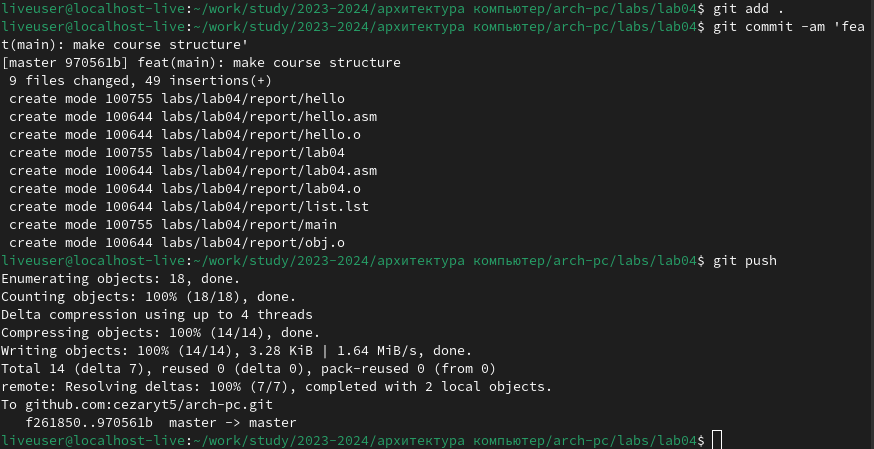 liveuser@localhost-live:~/work/study/2023-2024/архитектура компьютер/arch-pc/labs/lab04$ git add .
liveuser@localhost-live:~/work/study/2023-2024/архитектура компьютер/arch-pc/labs/lab04$ git commit -am 'fea
t(main): make course structure'
[master 970561b] feat(main): make course structure
 9 files changed, 49 insertions(+)
 create mode 100755 labs/lab04/report/hello
 create mode 100644 labs/lab04/report/hello.asm
 create mode 100644 labs/lab04/report/hello.o
 create mode 100755 labs/lab04/report/lab04
 create mode 100644 labs/lab04/report/lab04.asm
 create mode 100644 labs/lab04/report/lab04.o
 create mode 100644 labs/lab04/report/list.lst
 create mode 100755 labs/lab04/report/main
 create mode 100644 labs/lab04/report/obj.o
liveuser@localhost-live:~/work/study/2023-2024/архитектура компьютер/arch-pc/labs/lab04$ git push
Enumerating objects: 18, done.
Counting objects: 100% (18/18), done.
Delta compression using up to 4 threads
Compressing objects: 100% (14/14), done.
Writing objects: 100% (14/14), 3.28 KiB | 1.64 MiB/s, done.
Total 14 (delta 7), reused 0 (delta 0), pack-reused 0 (from 0)
remote: Resolving deltas: 100% (7/7), completed with 2 local objects.
To github.com:cezaryt5/arch-pc.git
   f261850..970561b  master -> master
liveuser@localhost-live:~/work/study/2023-2024/архитектура компьютер/arch-pc/labs/lab04$